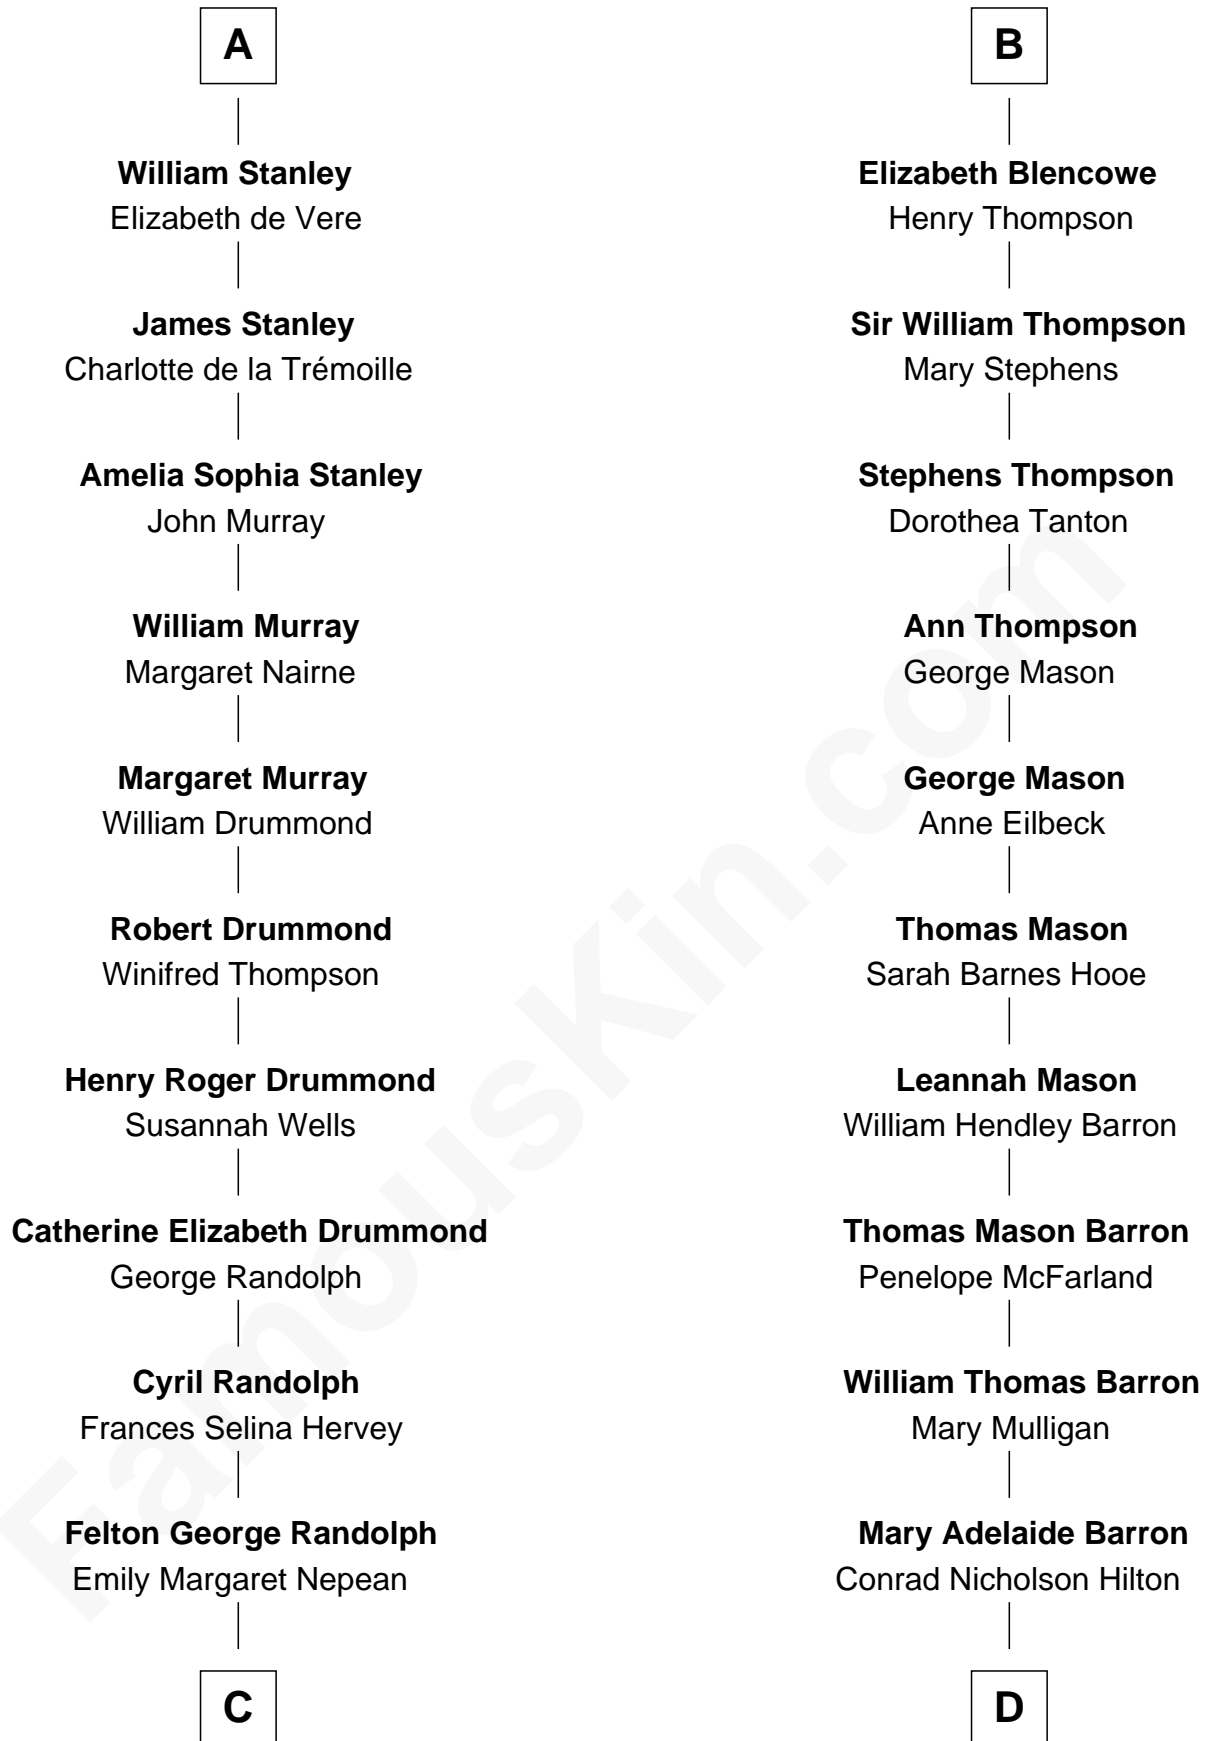 A
William Stanley
Elizabeth de Vere
James Stanley
Charlotte de la Trémoille
Amelia Sophia Stanley
John Murray
William Murray
Margaret Nairne
Margaret Murray
William Drummond
Robert Drummond
Winifred Thompson
Henry Roger Drummond
Susannah Wells
Catherine Elizabeth Drummond
George Randolph
Cyril Randolph
Frances Selina Hervey
Felton George Randolph
Emily Margaret Nepean
C
B
Elizabeth Blencowe
Henry Thompson
Sir William Thompson
Mary Stephens
Stephens Thompson
Dorothea Tanton
Ann Thompson
George Mason
George Mason
Anne Eilbeck
Thomas Mason
Sarah Barnes Hooe
Leannah Mason
William Hendley Barron
Thomas Mason Barron
Penelope McFarland
William Thomas Barron
Mary Mulligan
Mary Adelaide Barron
Conrad Nicholson Hilton
D
FamousKin.com